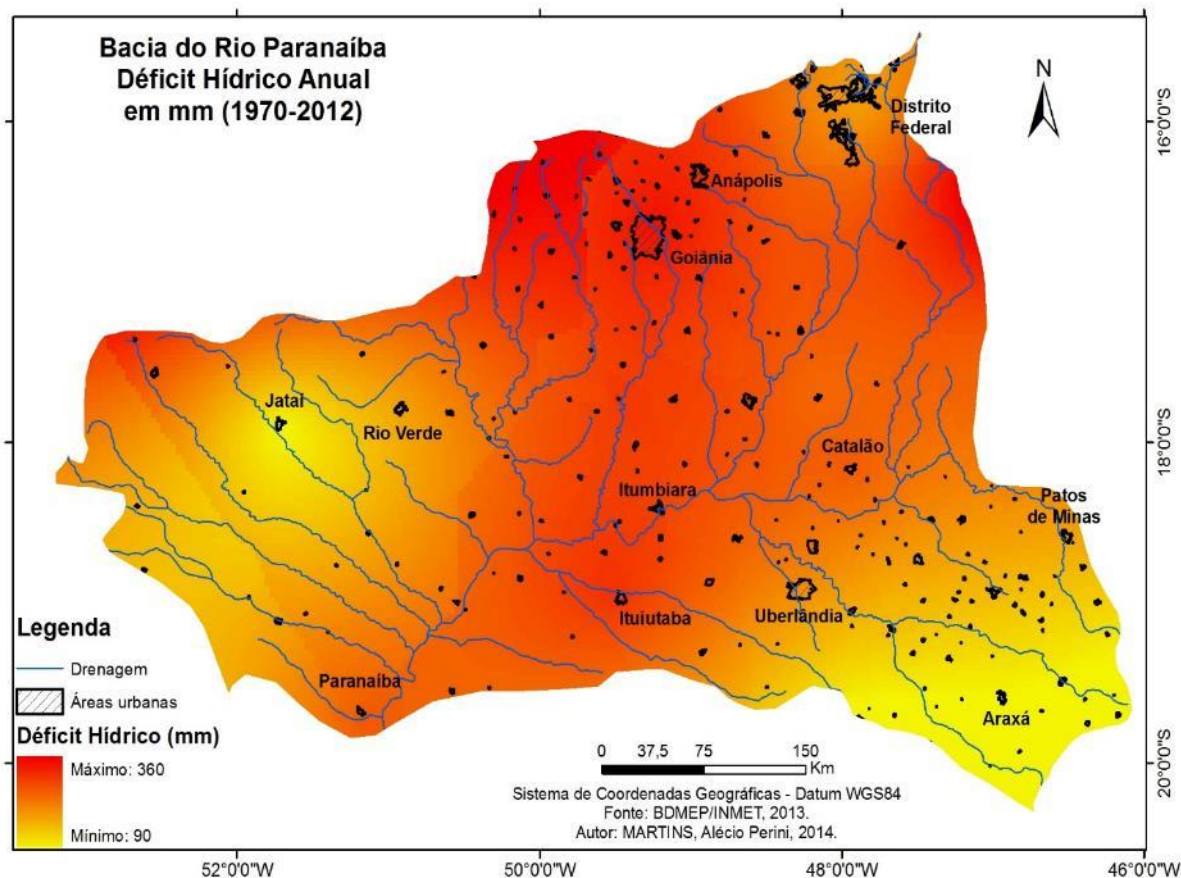 Bacia do Rio Paranaíba
Déficit Hídrico Anual
em mm (1970-2012)
N
Distrito
Federal
16°0'0"S
Anápolis
Goiânia
Jataí
Rio Verde
Catalão
18°0'0"S
Itumbiara
Patos
de Minas
Uberlândia
Ituiutaba
Legenda
Drenagem
Áreas urbanas
Paranaíba
Araxá
Déficit Hídrico (mm)
Máximo: 360
Mínimo: 90
0 37,5 75 150
Km
20°0'0"S
Sistema de Coordenadas Geográficas - Datum WGS84
Fonte: BDMEP/INMET, 2013.
Autor: MARTINS, Alécio Perini, 2014.
52°0'0"W 50°0'0"W 48°0'0"W 46°0'0"W